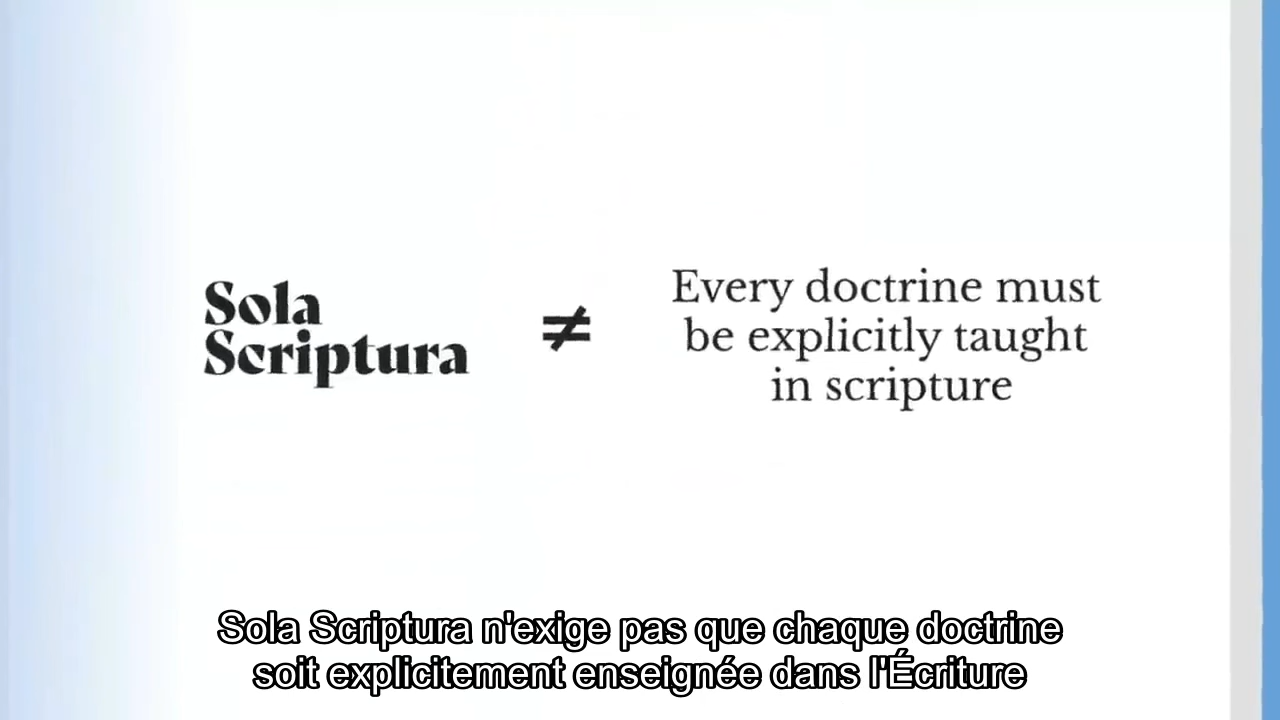 Sola
Scriptura
≠
Every doctrine must
be explicitly taught
in scripture
Sola Scriptura n'exige pas que chaque doctrine
soit explicitement enseignée dans l'Écriture